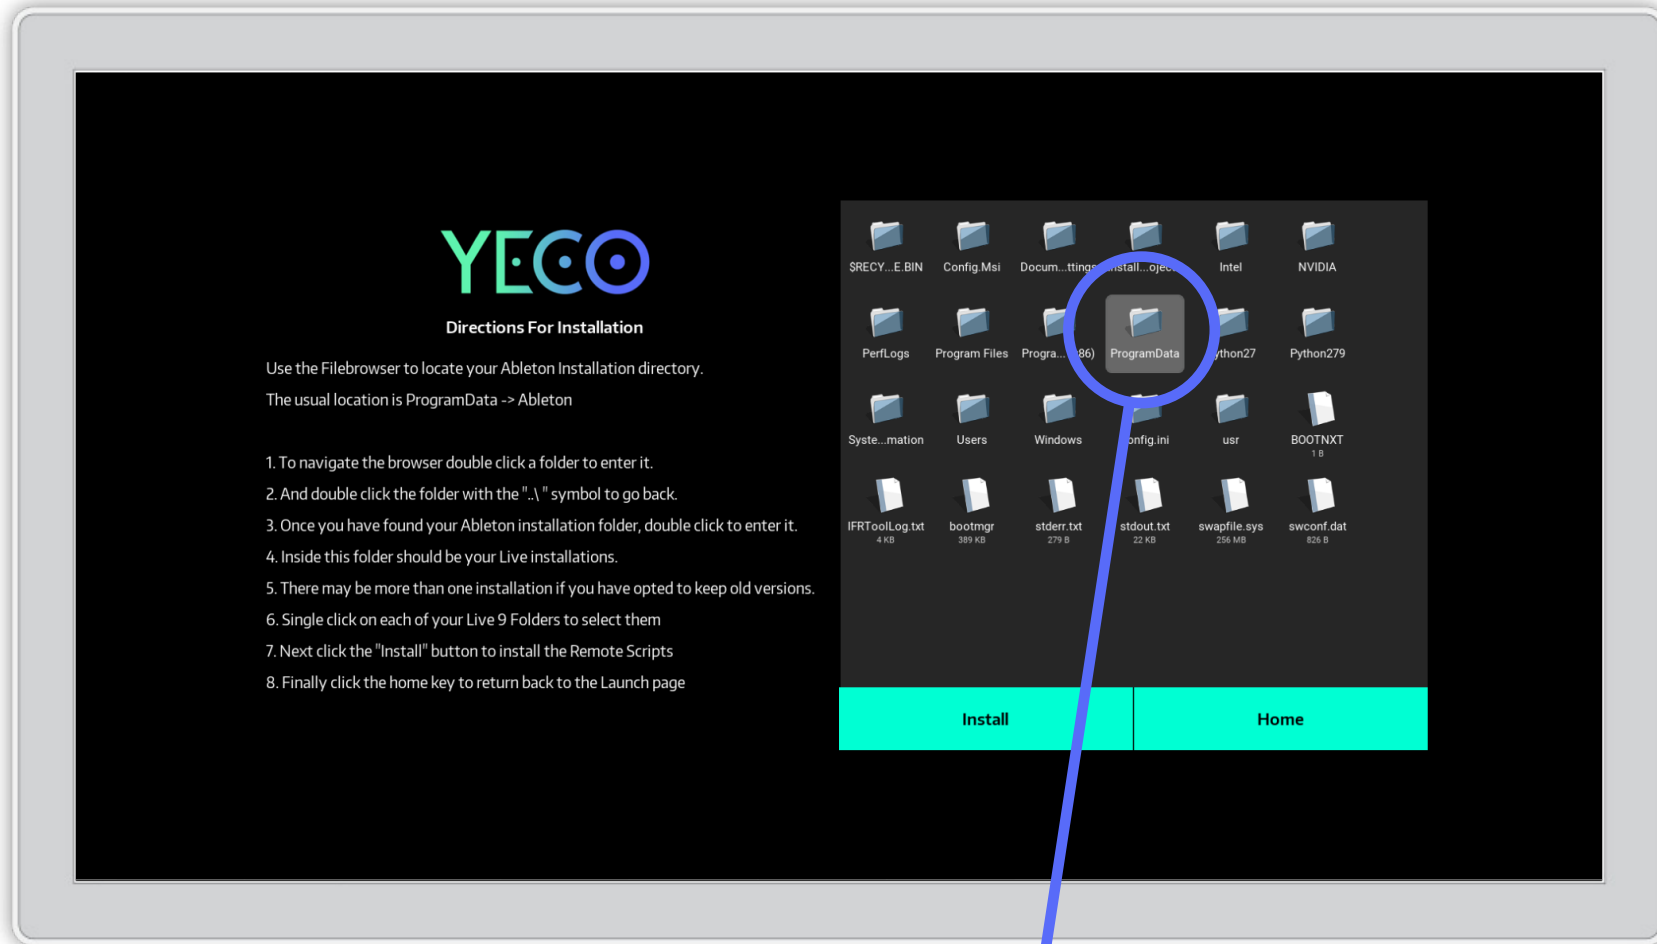 YECO
Directions For Installation
Use the Filebrowser to locate your Ableton Installation directory.
The usual location is ProgramData -> Ableton
1. To navigate the browser double click a folder to enter it.
2. And double click the folder with the "..\ " symbol to go back.
3. Once you have found your Ableton installation folder, double click to enter it.
4. Inside this folder should be your Live installations.
5. There may be more than one installation if you have opted to keep old versions.
6. Single click on each of your Live 9 Folders to select them
7. Next click the "Install" button to install the Remote Scripts
8. Finally click the home key to return back to the Launch page
$RECY...E.BIN Config.Msi Docum...ttings Intel NVIDIA
PerfLogs Program Files Progra... 86) ProgramData ython27 Python279
Syste...mation Users Windows onfig.ini usr BOOTNXT
1 B
IFRToolLog.txt bootmgr stderr.txt stdout.txt swapfile.sys swconf.dat
4 KB 389 KB 279 B 22 KB 256 MB 826 B
Install Home